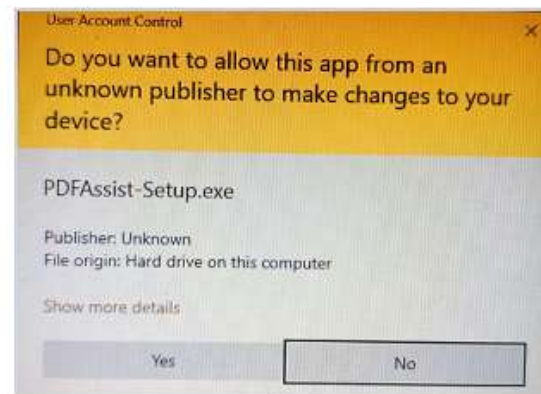 User Account Control
Do you want to allow this app from an
unknown publisher to make changes to your
device?
PDFAssist-Setup.exe
Publisher: Unknown
File origin: Hard drive on this computer
Show more details
Yes
No